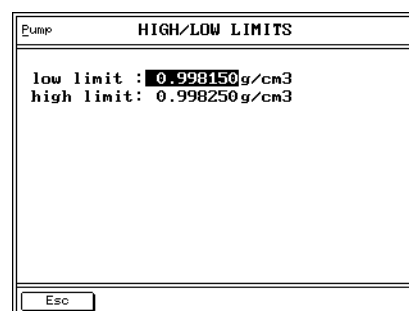 Pump HIGH/LOW LIMITS
low limit : 0.998150g/cm3
high limit: 0.998250g/cm3
Esc